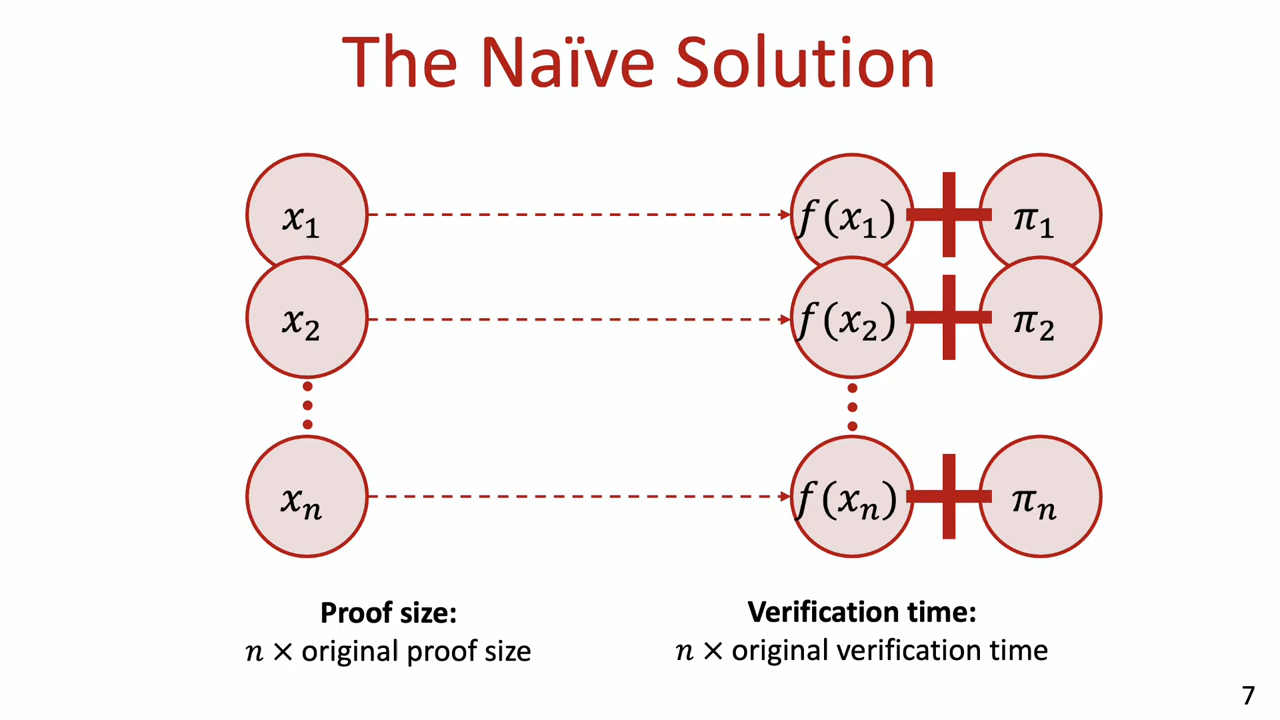 The Naïve Solution
x₁ f(x₁) π₁
x₂ f(x₂) π₂
xₙ f(xₙ) πₙ
Proof size:
n × original proof size
Verification time:
n × original verification time
7